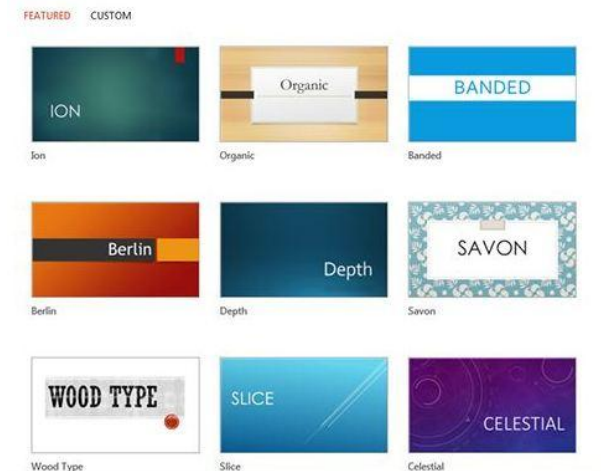 FEATURED CUSTOM
ION
Organic
BANDED
Ion
Organic
Banded
Berlin
Depth
SAVON
Berlin
Depth
Savon
WOOD TYPE
SLICE
CELESTIAL
Wood Type
Slice
Celestial